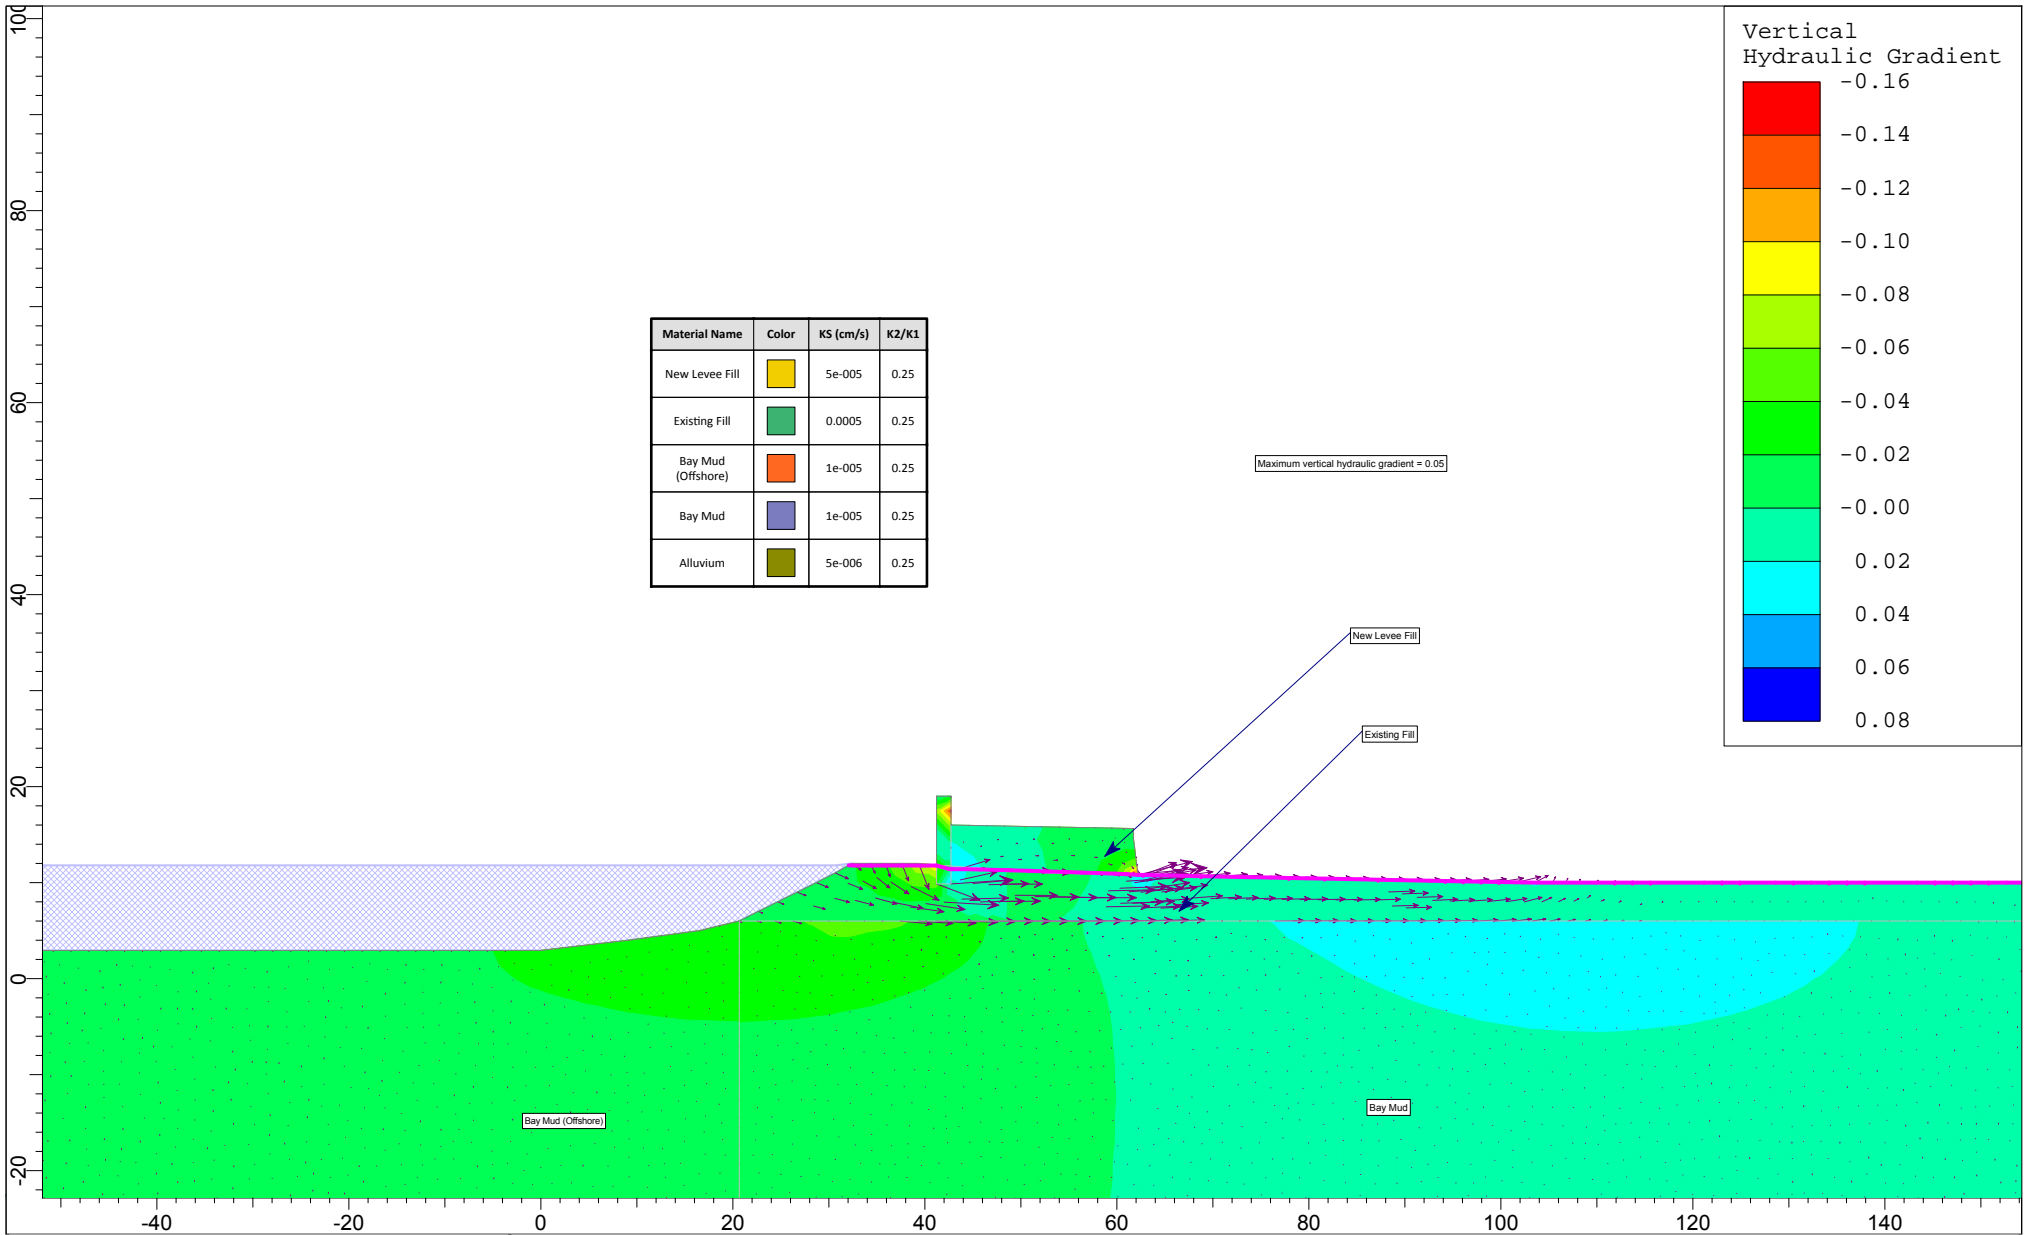 100
80
60
40
20
0
-20
-40
-20
0
20
40
60
80
100
120
140
Vertical
Hydraulic Gradient
-0.16
-0.14
-0.12
-0.10
-0.08
-0.06
-0.04
-0.02
-0.00
0.02
0.04
0.06
0.08
Material Name Color KS (cm/s) K2/K1
New Levee Fill 5e-005 0.25
Existing Fill 0.0005 0.25
Bay Mud
(Offshore) 1e-005 0.25
Bay Mud 1e-005 0.25
Alluvium 5e-006 0.25
Maximum vertical hydraulic gradient = 0.05
New Levee Fill
Existing Fill
Bay Mud (Offshore)
Bay Mud